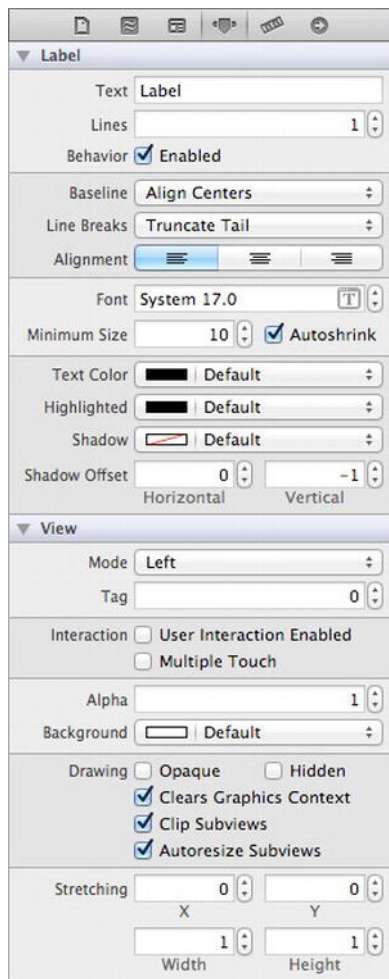 Label
Text Label
Lines 1
Behavior Enabled
Baseline Align Centers
Line Breaks Truncate Tail
Alignment
Font System 17.0 T
Minimum Size 10 Autoshrink
Text Color Default
Highlighted Default
Shadow Default
Shadow Offset 0 -1
Horizontal Vertical
View
Mode Left
Tag 0
Interaction User Interaction Enabled
Multiple Touch
Alpha 1
Background Default
Drawing Opaque Hidden
Clears Graphics Context
Clip Subviews
Autoresize Subviews
Stretching 0 0
X Y
1 1
Width Height